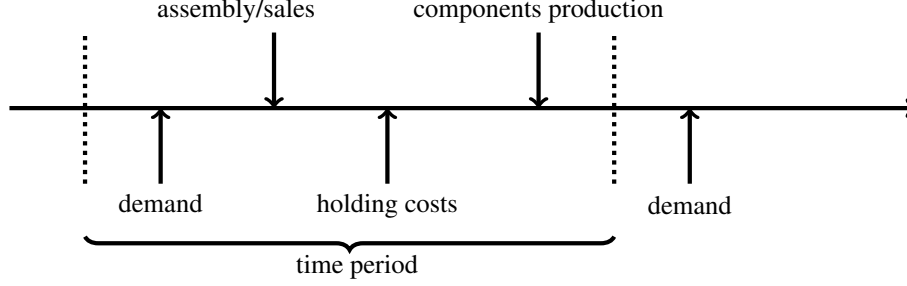 assembly/sales
components production
demand
holding costs
demand
time period